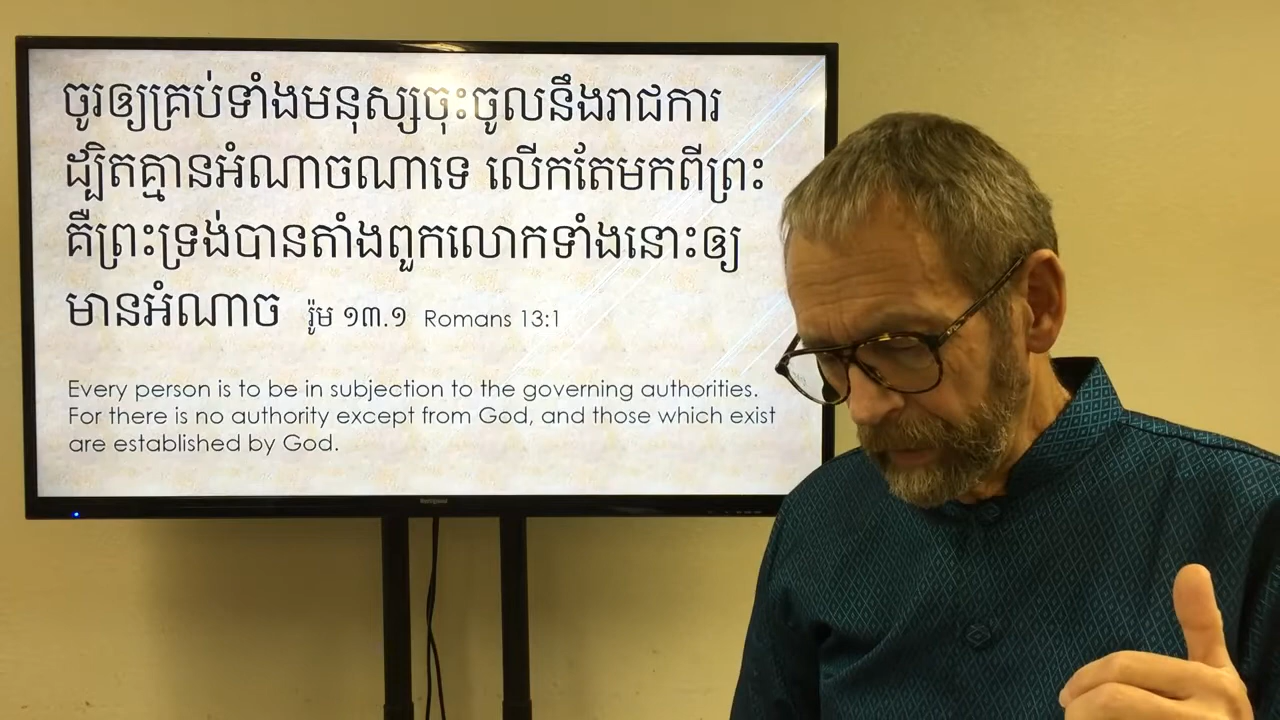 ចូរឲ្យគ្រប់ទាំងមនុស្សចុះចូលនឹងរាជការ
ដ្បិតគ្មានអំណាចណាទេ លើកតែមកពីព្រះ
គឺព្រះទ្រង់បានតាំងពួកលោកទាំងនោះឲ្យ
មានអំណាច រ៉ូម ១៣.១ Romans 13:1
Every person is to be in subjection to the governing authorities.
For there is no authority except from God, and those which exist
are established by God.